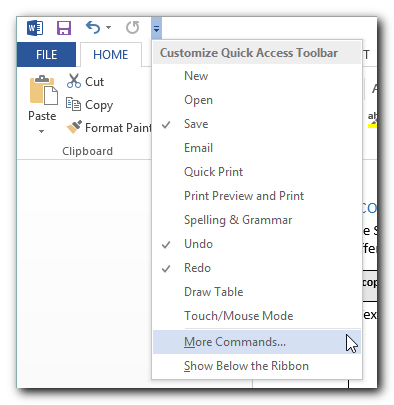 FILE HOME
Customize Quick Access Toolbar
New
Open
Save
Email
Quick Print
Print Preview and Print
Spelling & Grammar
Undo
Redo
Draw Table
Touch/Mouse Mode
More Commands...
Show Below the Ribbon
Paste
Cut
Copy
Format Paint
Clipboard